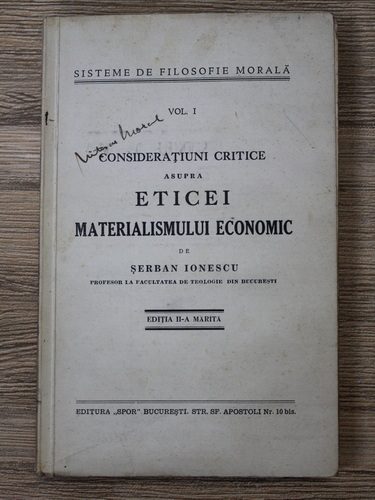 SISTEME DE FILOSOFIE MORALĂ
VOL. I
CONSIDERAȚIUNI CRITICE
ASUPRA
ETICEI
MATERIALISMULUI ECONOMIC
DE
ȘERBAN IONESCU
PROFESOR LA FACULTATEA DE TEOLOGIE DIN BUCUREȘTI
EDIȚIA II-A MARITA
EDITURA „SPOR” BUCUREȘTI. STR. SF. APOSTOLI Nr. 10 bis.